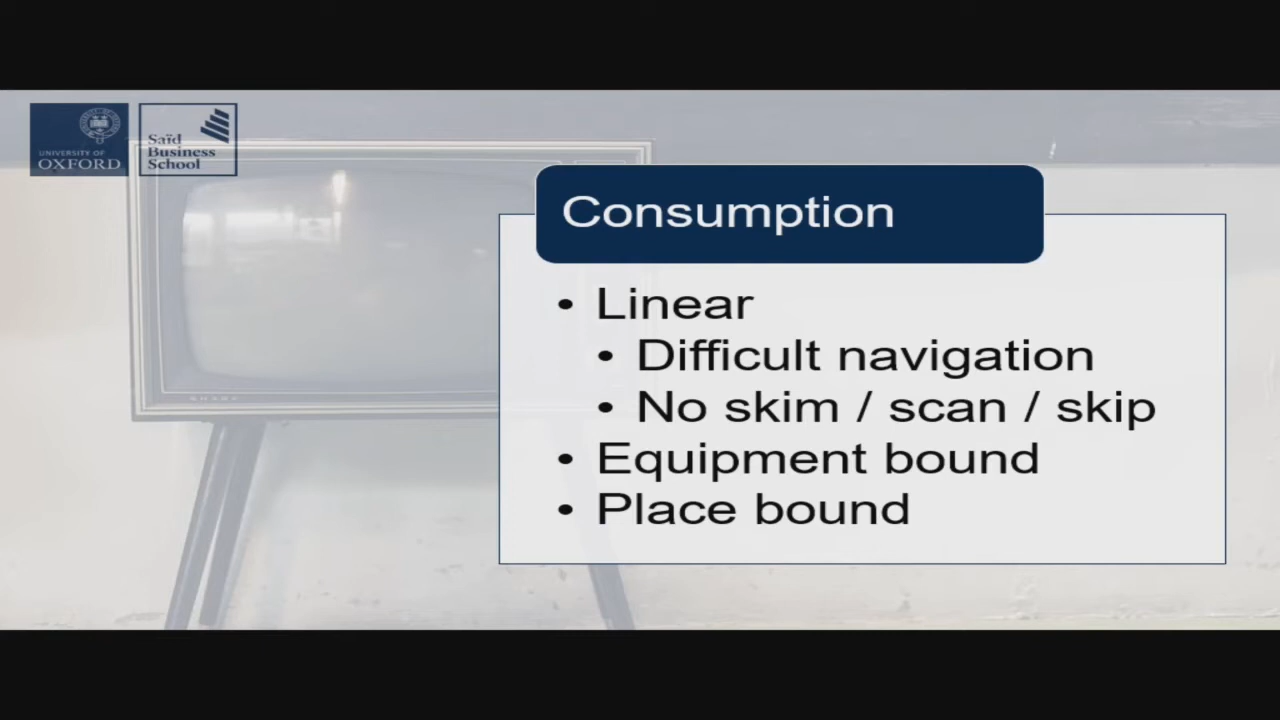 UNIVERSITY OF
OXFORD
Saïd
Business
School
Consumption
• Linear
• Difficult navigation
• No skim / scan / skip
• Equipment bound
• Place bound